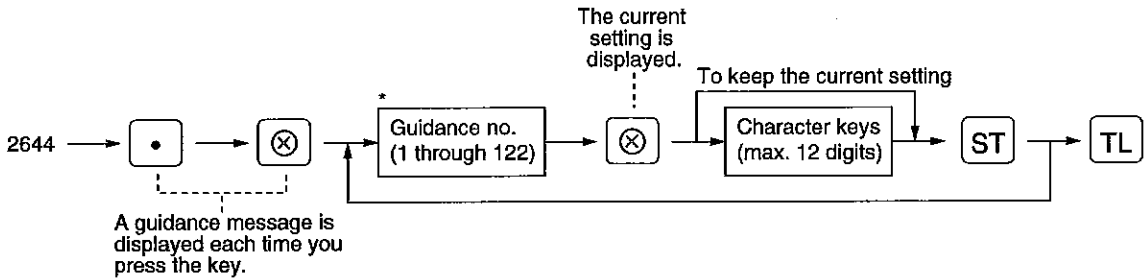 The current
setting is
displayed.
To keep the current setting
*
2644
•
⊗
Guidance no.
(1 through 122)
⊗
Character keys
(max. 12 digits)
ST
TL
A guidance message is
displayed each time you
press the key.